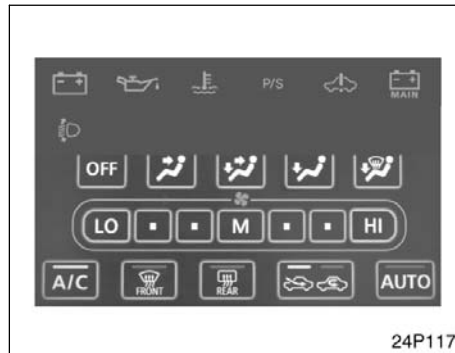 P/S
MAIN
OFF
LO M HI
A/C FRONT REAR AUTO
24P117